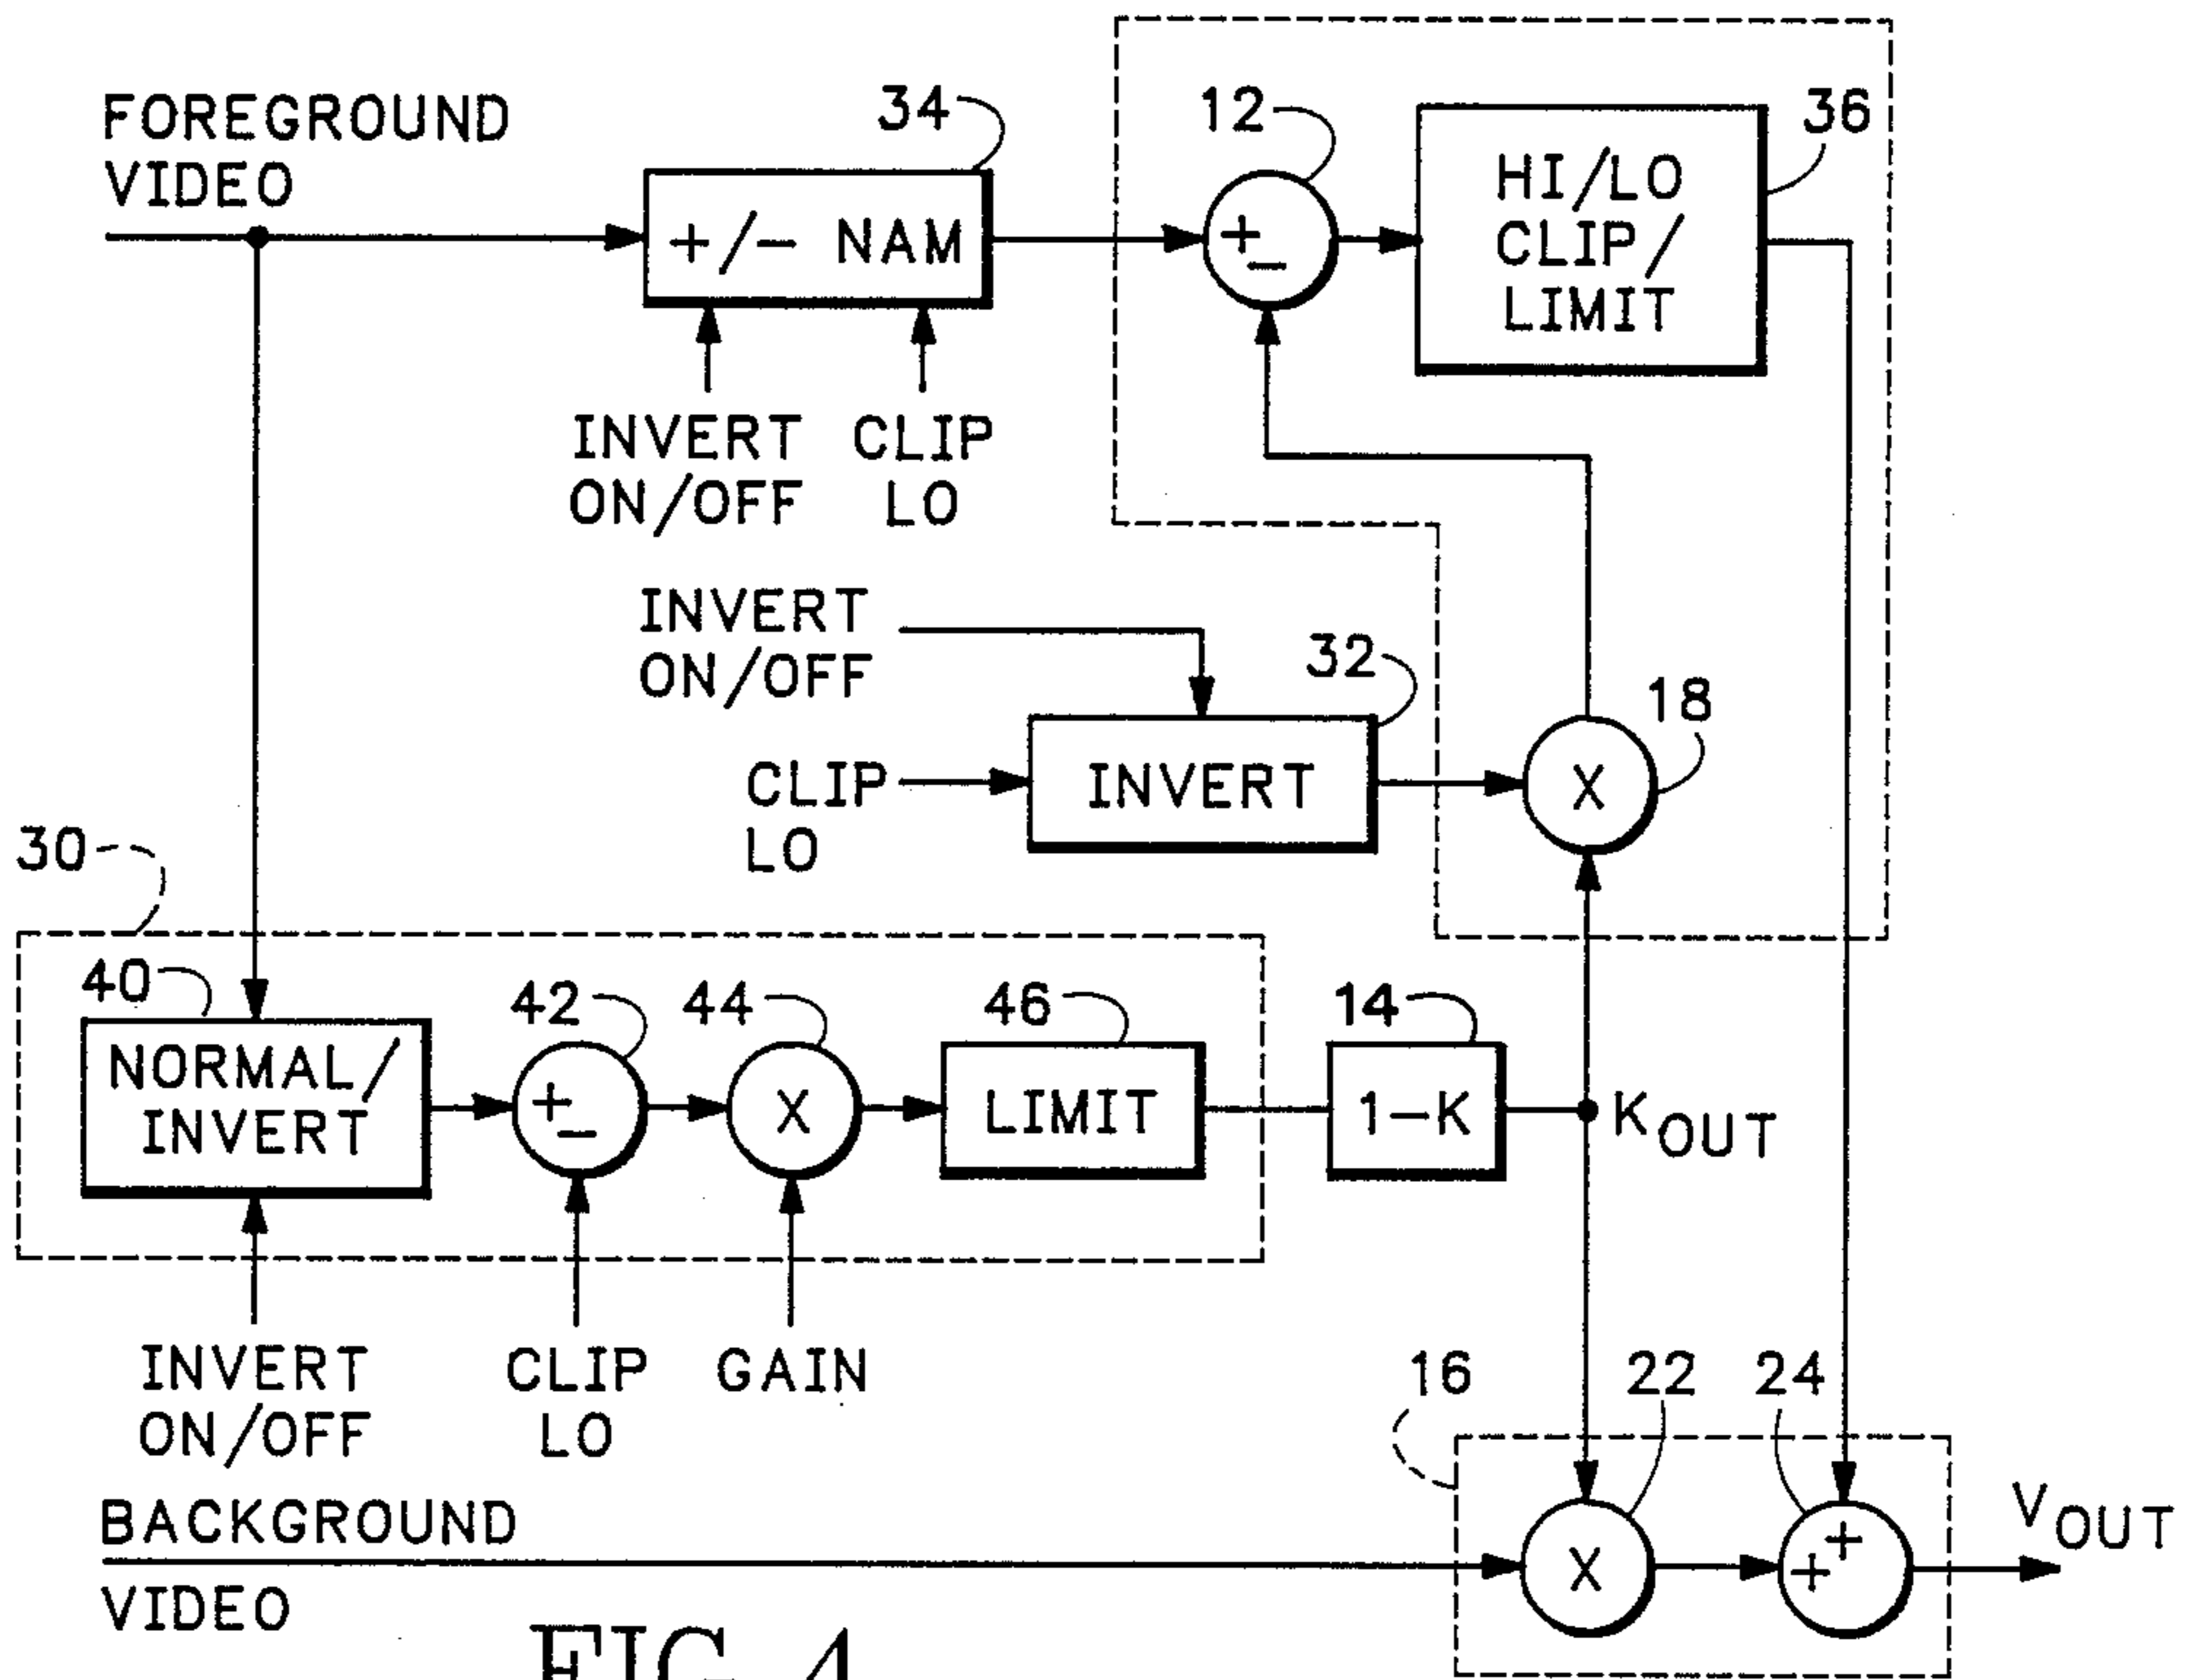 FOREGROUND
VIDEO
34
12
36
+/- NAM
+
-
HI/LO
CLIP/
LIMIT
INVERT
ON/OFF
CLIP
LO
INVERT
ON/OFF
32
18
CLIP
LO
INVERT
X
30
40
42
44
46
14
NORMAL/
INVERT
+
-
X
LIMIT
1-K
KOUT
INVERT
ON/OFF
CLIP
LO
GAIN
16
22
24
BACKGROUND
VIDEO
X
+
+
VOUT
FIG. 4